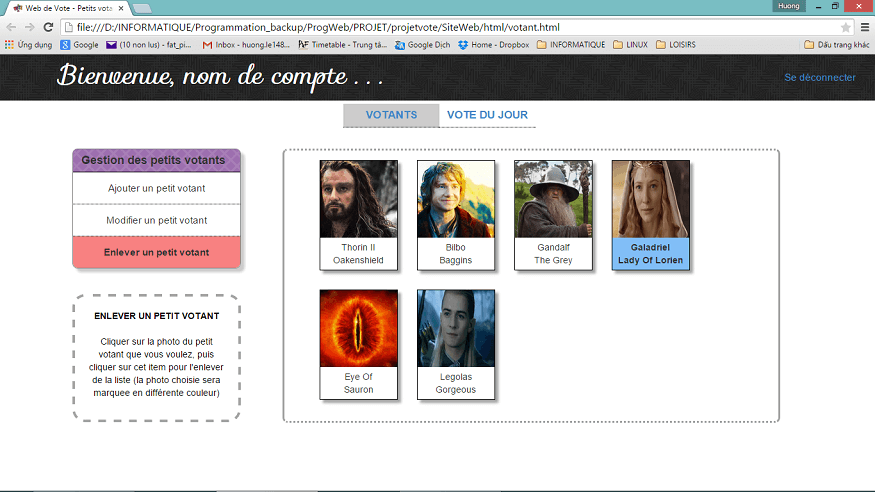 Web de Vote - Petits vota
Huong
file:///D:/INFORMATIQUE/Programmation_backup/ProgWeb/PROJET/projetvote/SiteWeb/html/votant.html
Ứng dụng Google (10 non lus) - fat_pi... Inbox - huong.le148... Timetable - Trung tâ... Google Dịch Home - Dropbox INFORMATIQUE LINUX LOISIRS Dấu trang khác
Bienvenue, nom de compte . . .
Se déconnecter
VOTANTS VOTE DU JOUR
Gestion des petits votants
Ajouter un petit votant
Modifier un petit votant
Enlever un petit votant
ENLEVER UN PETIT VOTANT
Cliquer sur la photo du petit
votant que vous voulez, puis
cliquer sur cet item pour l'enlever
de la liste (la photo choisie sera
marquee en différente couleur)
Thorin II
Oakenshield
Bilbo
Baggins
Gandalf
The Grey
Galadriel
Lady Of Lorien
Eye Of
Sauron
Legolas
Gorgeous